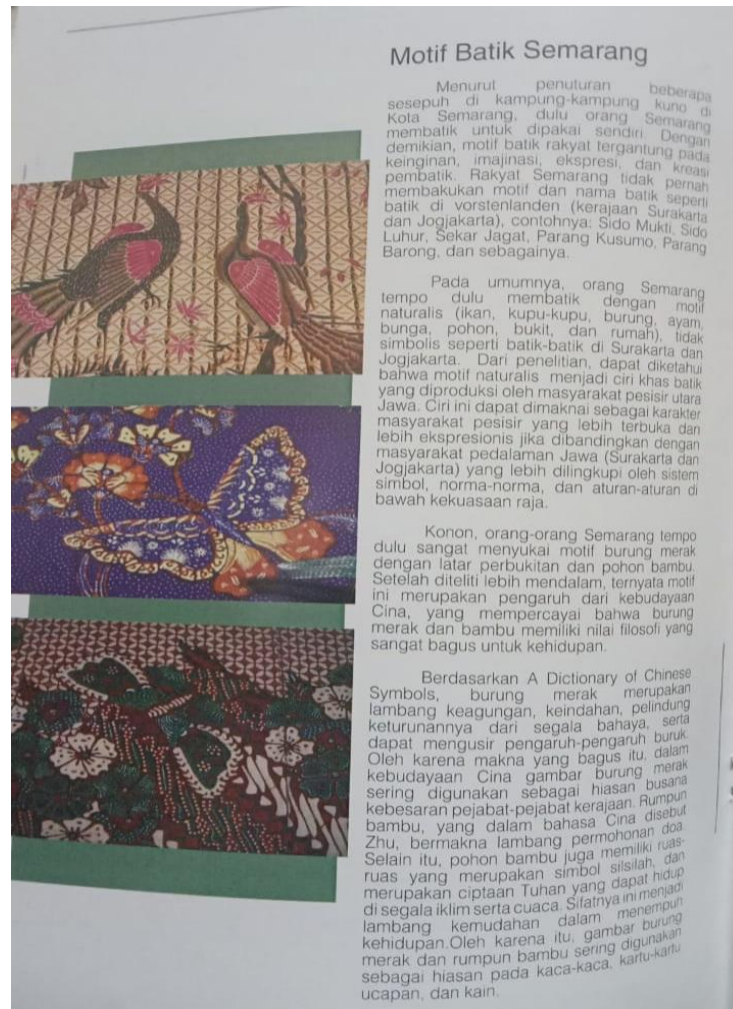 Motif Batik Semarang
Menurut penuturan beberapa
sesepuh di kampung-kampung kuno di
Kota Semarang, dulu orang Semarang
membatik untuk dipakai sendiri. Dengan
demikian, motif batik rakyat tergantung pada
keinginan, imajinasi, ekspresi, dan kreasi
pembatik. Rakyat Semarang tidak pernah
membakukan motif dan nama batik seperti
batik di vorstenlanden (kerajaan Surakarta
dan Jogjakarta), contohnya: Sido Mukti, Sido
Luhur, Sekar Jagat, Parang Kusumo, Parang
Barong, dan sebagainya.
Pada umumnya, orang Semarang
tempo dulu membatik dengan motif
naturalis (ikan, kupu-kupu, burung, ayam,
bunga, pohon, bukit, dan rumah), tidak
simbolis seperti batik-batik di Surakarta dan
Jogjakarta. Dari penelitian, dapat diketahui
bahwa motif naturalis menjadi ciri khas batik
yang diproduksi oleh masyarakat pesisir utara
Jawa. Ciri ini dapat dimaknai sebagai karakter
masyarakat pesisir yang lebih terbuka dan
lebih ekspresionis jika dibandingkan dengan
masyarakat pedalaman Jawa (Surakarta dan
Jogjakarta) yang lebih dilingkupi oleh sistem
simbol, norma-norma, dan aturan-aturan di
bawah kekuasaan raja.
Konon, orang-orang Semarang tempo
dulu sangat menyukai motif burung merak
dengan latar perbukitan dan pohon bambu.
Setelah diteliti lebih mendalam, ternyata motif
ini merupakan pengaruh dari kebudayaan
Cina, yang mempercayai bahwa burung
merak dan bambu memiliki nilai filosofi yang
sangat bagus untuk kehidupan.
Berdasarkan A Dictionary of Chinese
Symbols, burung merak merupakan
lambang keagungan, keindahan, pelindung
keturunannya dari segala bahaya, serta
dapat mengusir pengaruh-pengaruh buruk.
Oleh karena makna yang bagus itu, dalam
kebudayaan Cina gambar burung merak
sering digunakan sebagai hiasan busana
kebesaran pejabat-pejabat kerajaan. Rumpun
bambu, yang dalam bahasa Cina disebut
Zhu, bermakna lambang permohonan doa.
Selain itu, pohon bambu juga memiliki ruas-
ruas yang merupakan simbol silsilah, dan
merupakan ciptaan Tuhan yang dapat hidup
di segala iklim serta cuaca. Sifatnya ini menjadi
lambang kemudahan dalam menempuh
kehidupan.Oleh karena itu, gambar burung
merak dan rumpun bambu sering digunakan
sebagai hiasan pada kaca-kaca, kartu-kartu
ucapan, dan kain.